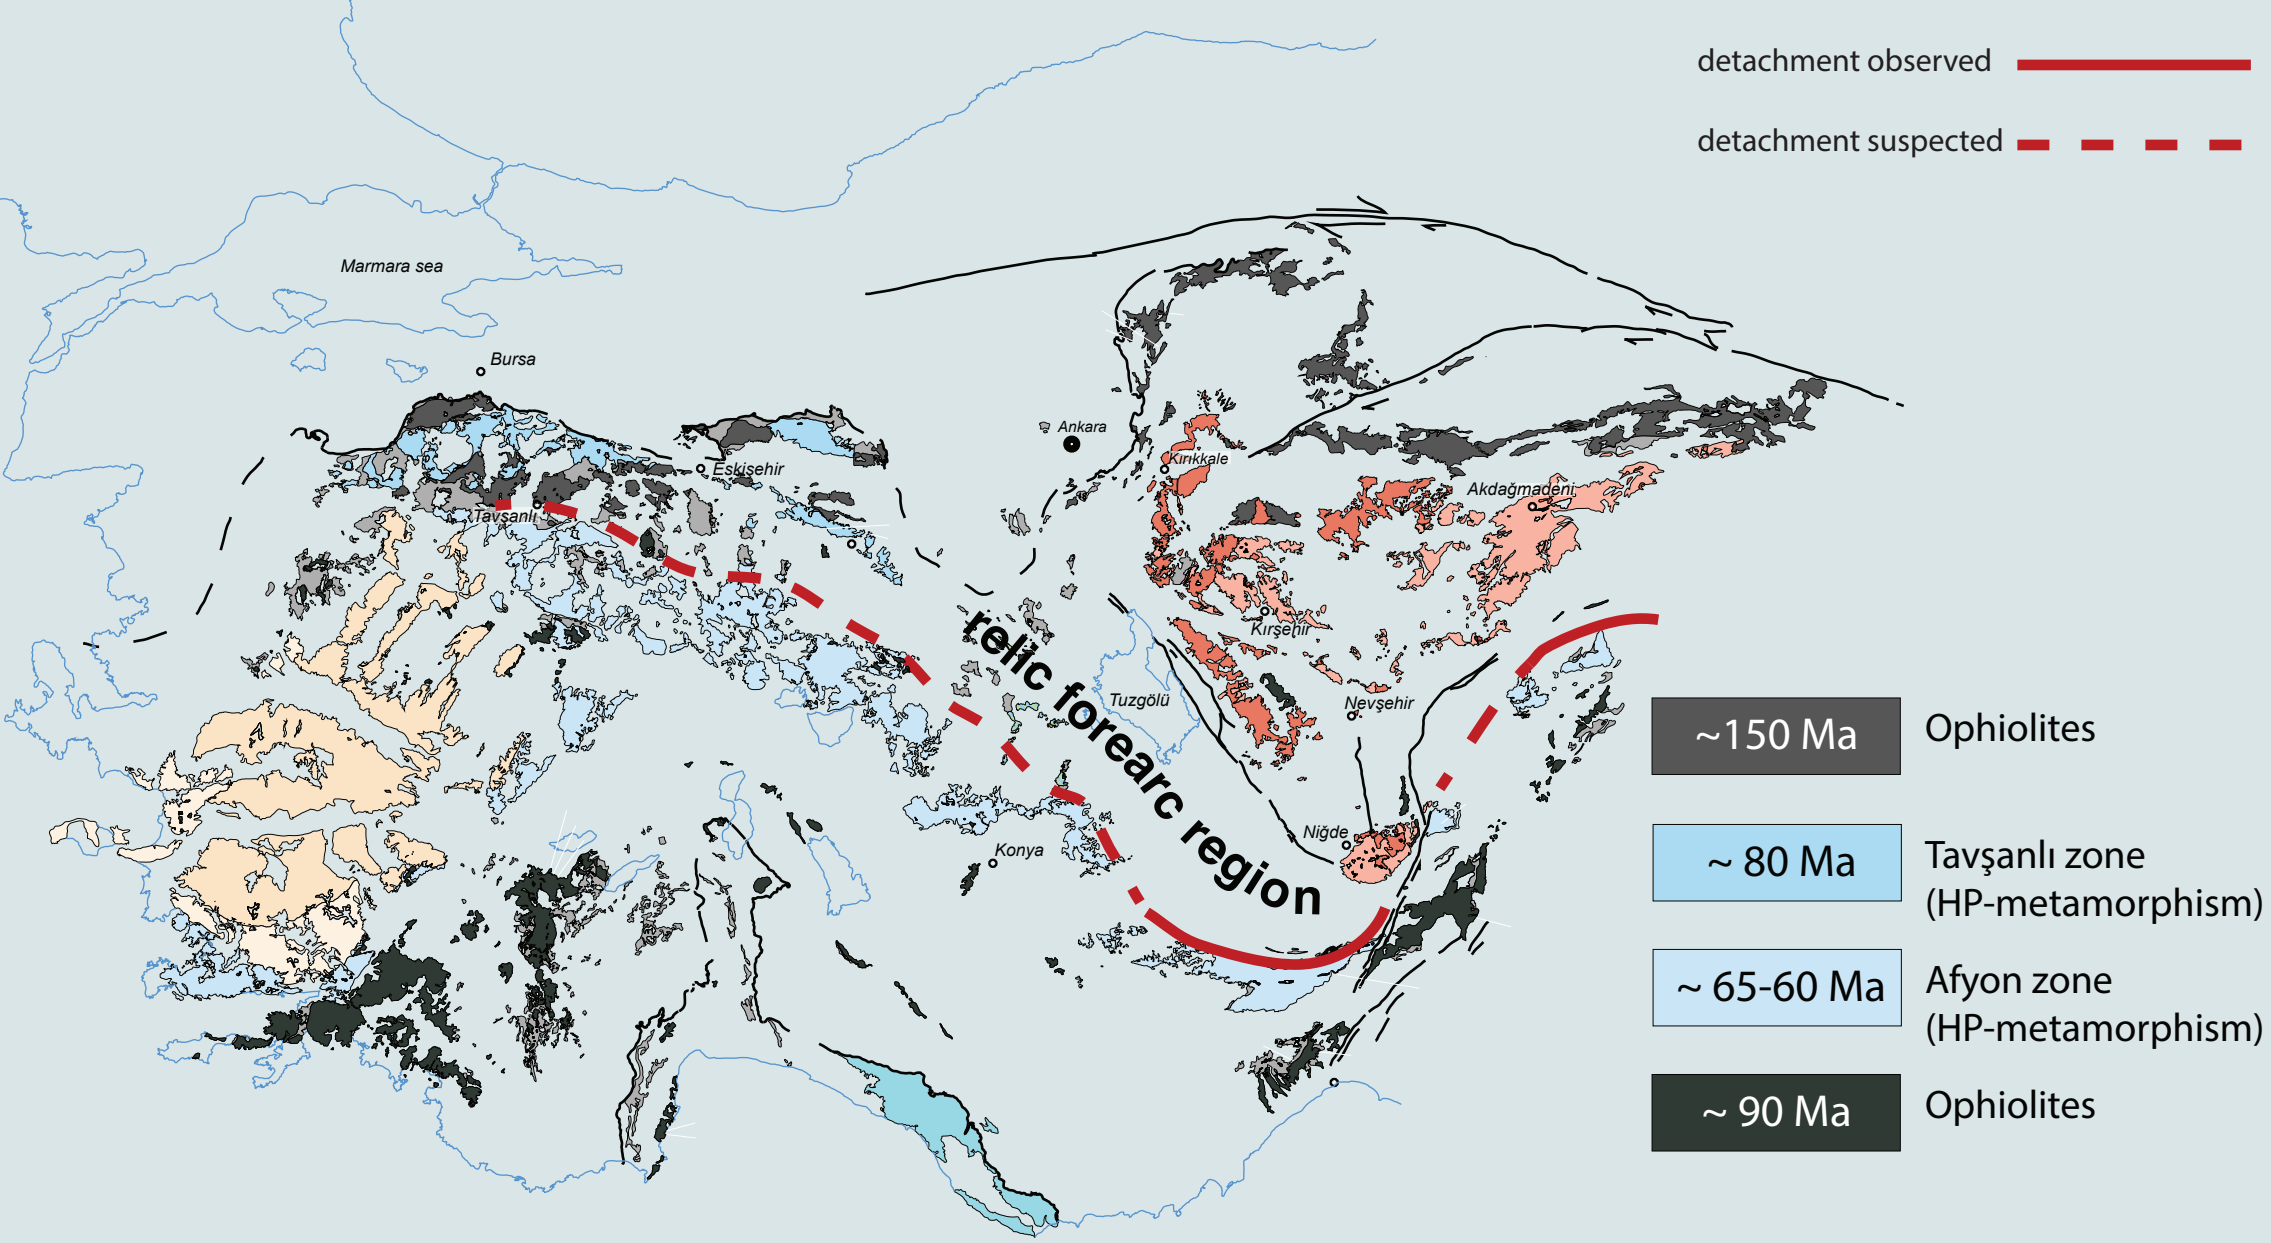 detachment observed
detachment suspected
Marmara sea
Bursa
Ankara
Eskişehir
Kırıkkale
Akdağmadeni
Tavşanlı
Kırşehir
relic forearc region
Tuzgölü
Nevşehir
Niğde
Konya
~150 Ma Ophiolites
~ 80 Ma Tavşanlı zone
(HP-metamorphism)
~ 65-60 Ma Afyon zone
(HP-metamorphism)
~ 90 Ma Ophiolites